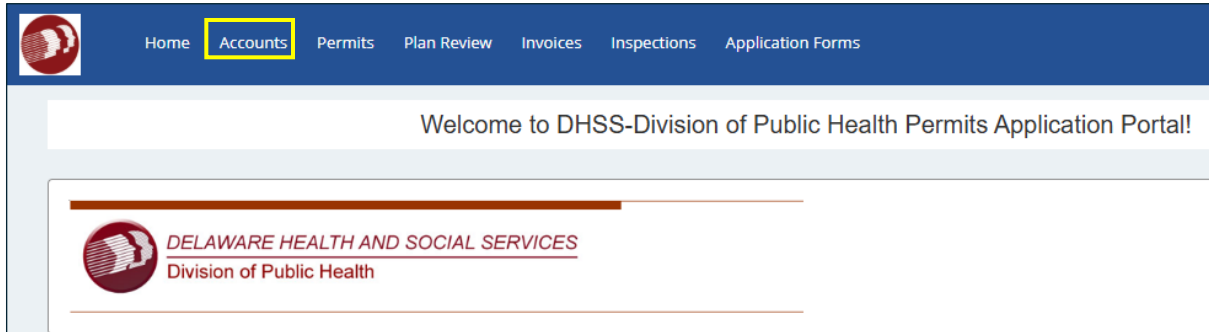 Home Accounts Permits Plan Review Invoices Inspections Application Forms
Welcome to DHSS-Division of Public Health Permits Application Portal!
DELAWARE HEALTH AND SOCIAL SERVICES
Division of Public Health